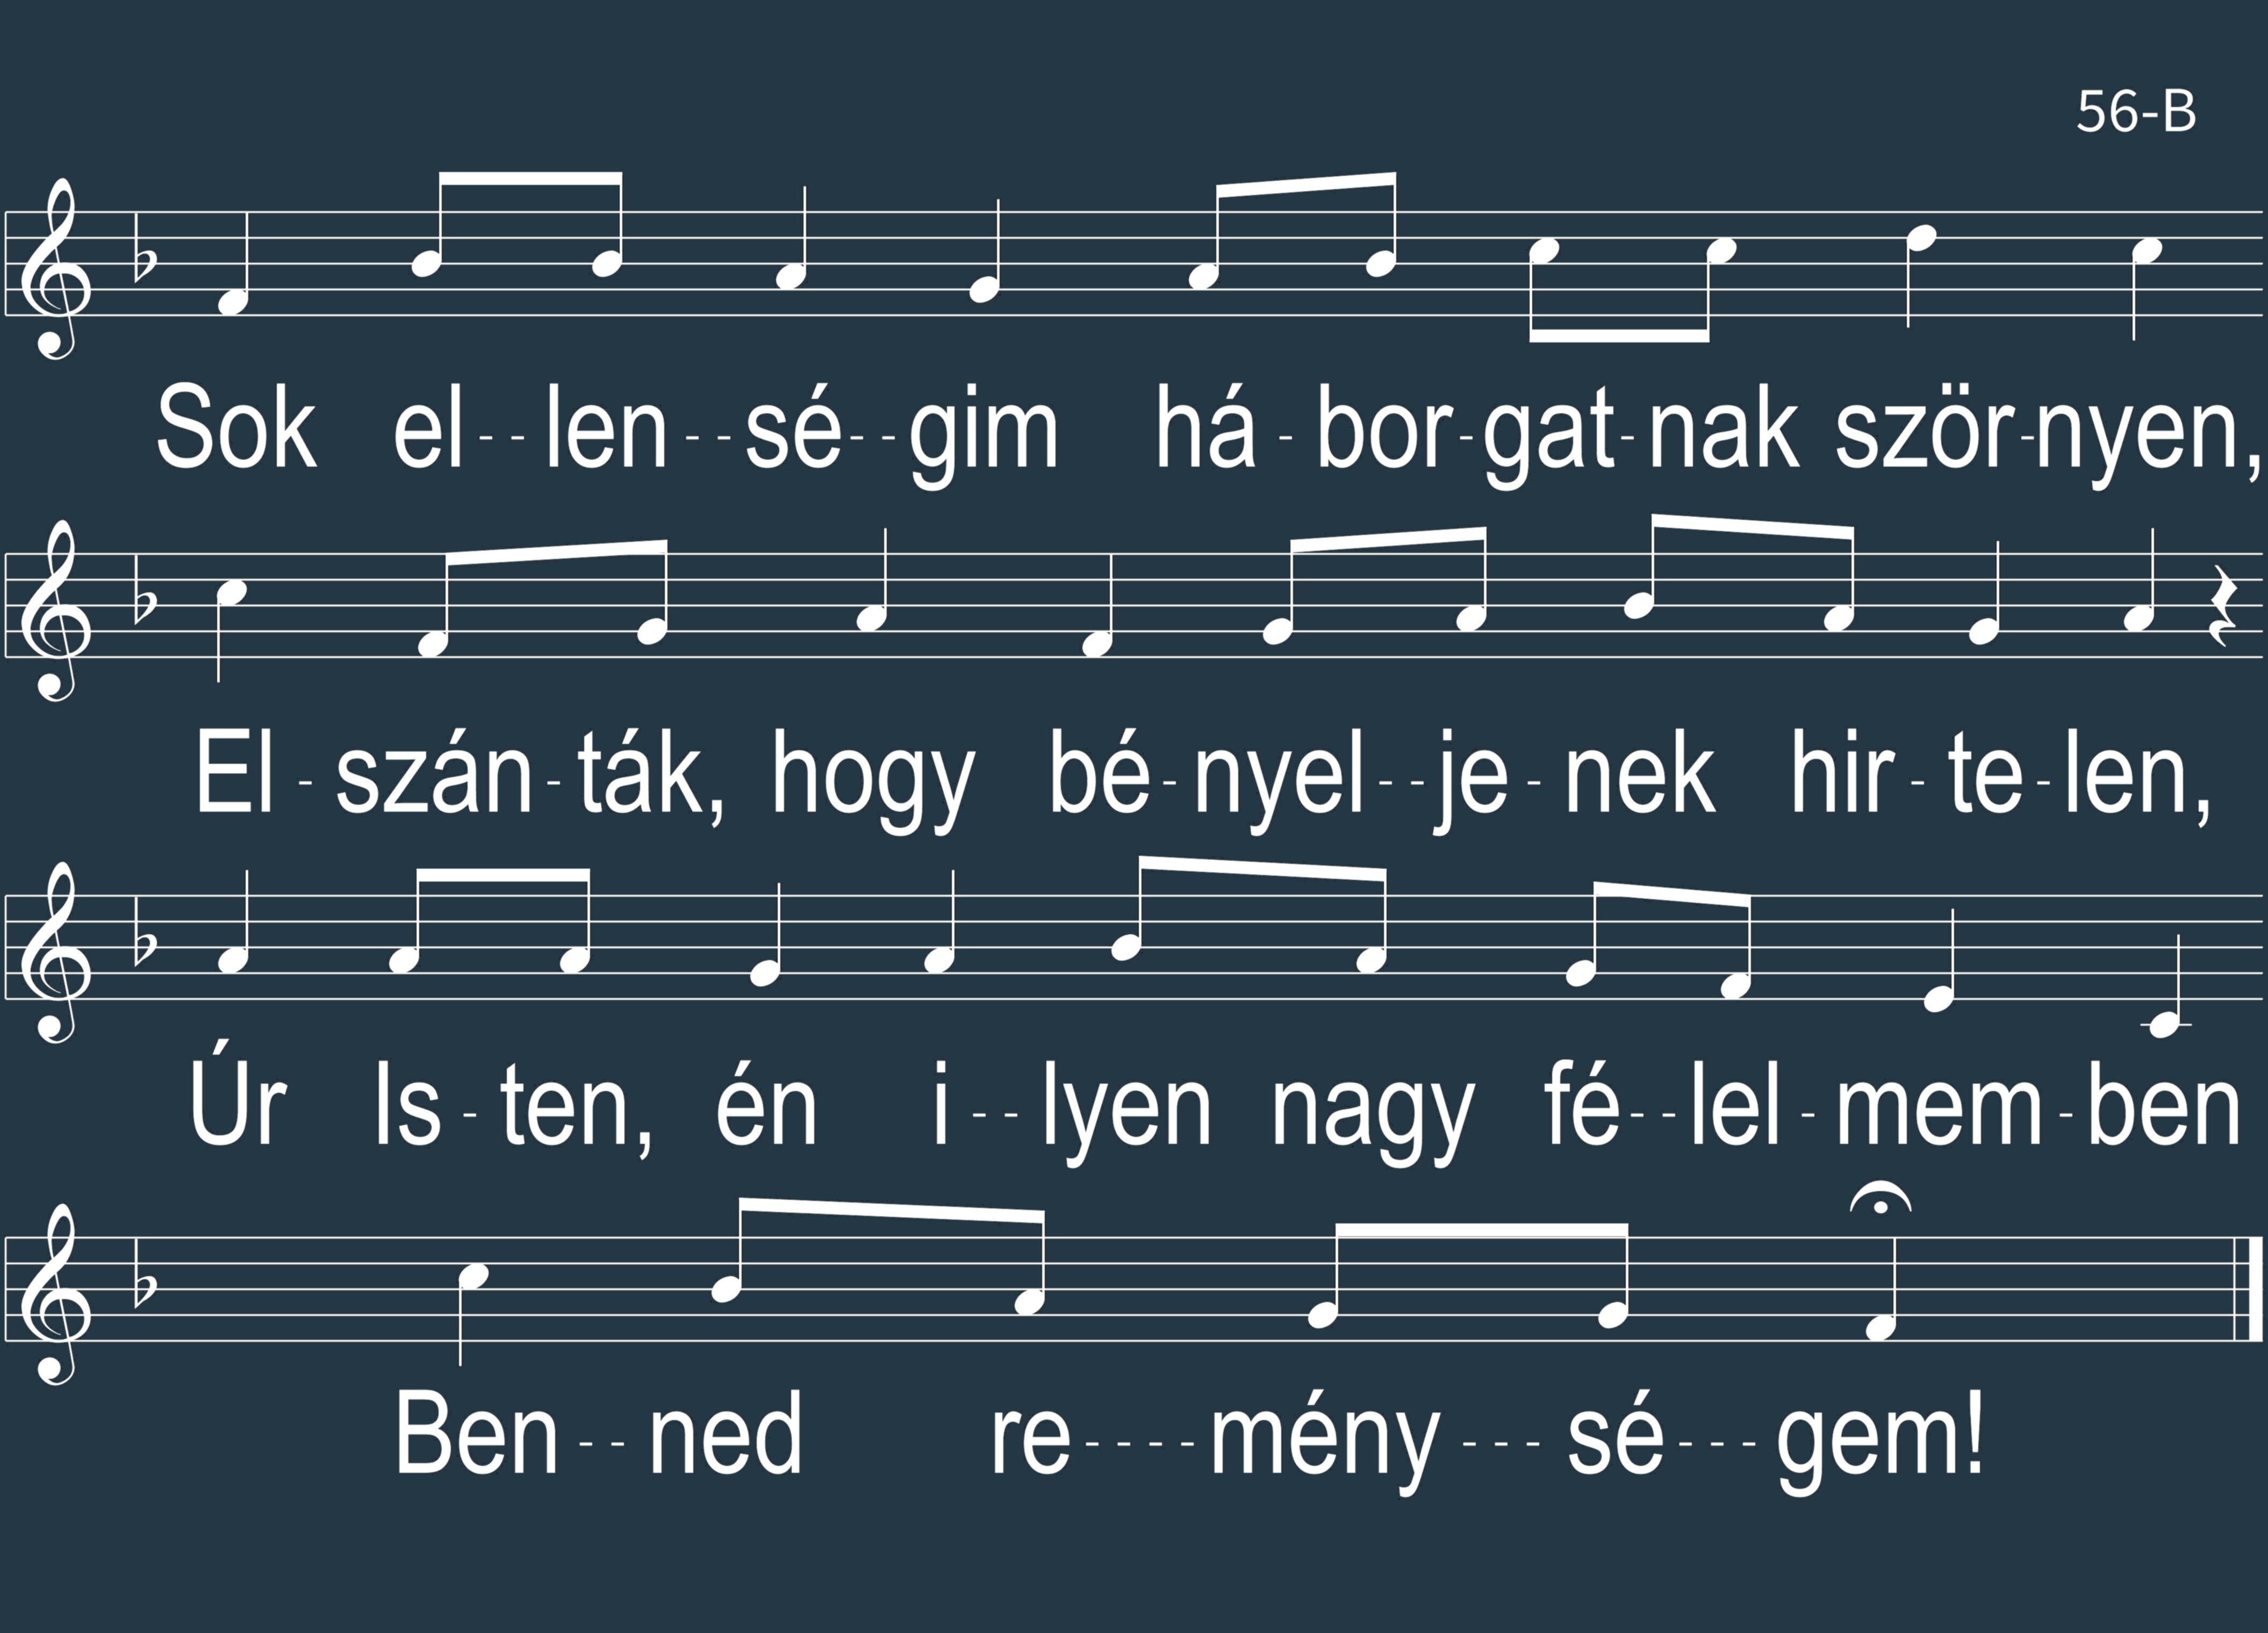 56-B
Sok el--len--sé--gim há-bor-gat-nak ször-nyen,
El-szán-ták, hogy bé-nyel--je-nek hir-te-len,
Úr Is-ten, én i--lyen nagy fé--lel-mem-ben
Ben--ned re----mény---sé---gem!